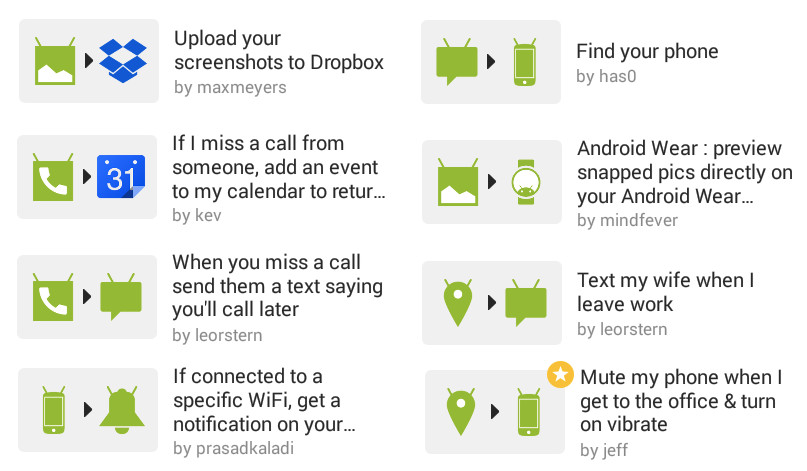 Upload your
screenshots to Dropbox
by maxmeyers
Find your phone
by has0
31
If I miss a call from
someone, add an event
to my calendar to retur...
by kev
Android Wear : preview
snapped pics directly on
your Android Wear...
by mindfever
When you miss a call
send them a text saying
you'll call later
by leorstern
Text my wife when I
leave work
by leorstern
If connected to a
specific WiFi, get a
notification on your...
by prasadkaladi
Mute my phone when I
get to the office & turn
on vibrate
by jeff